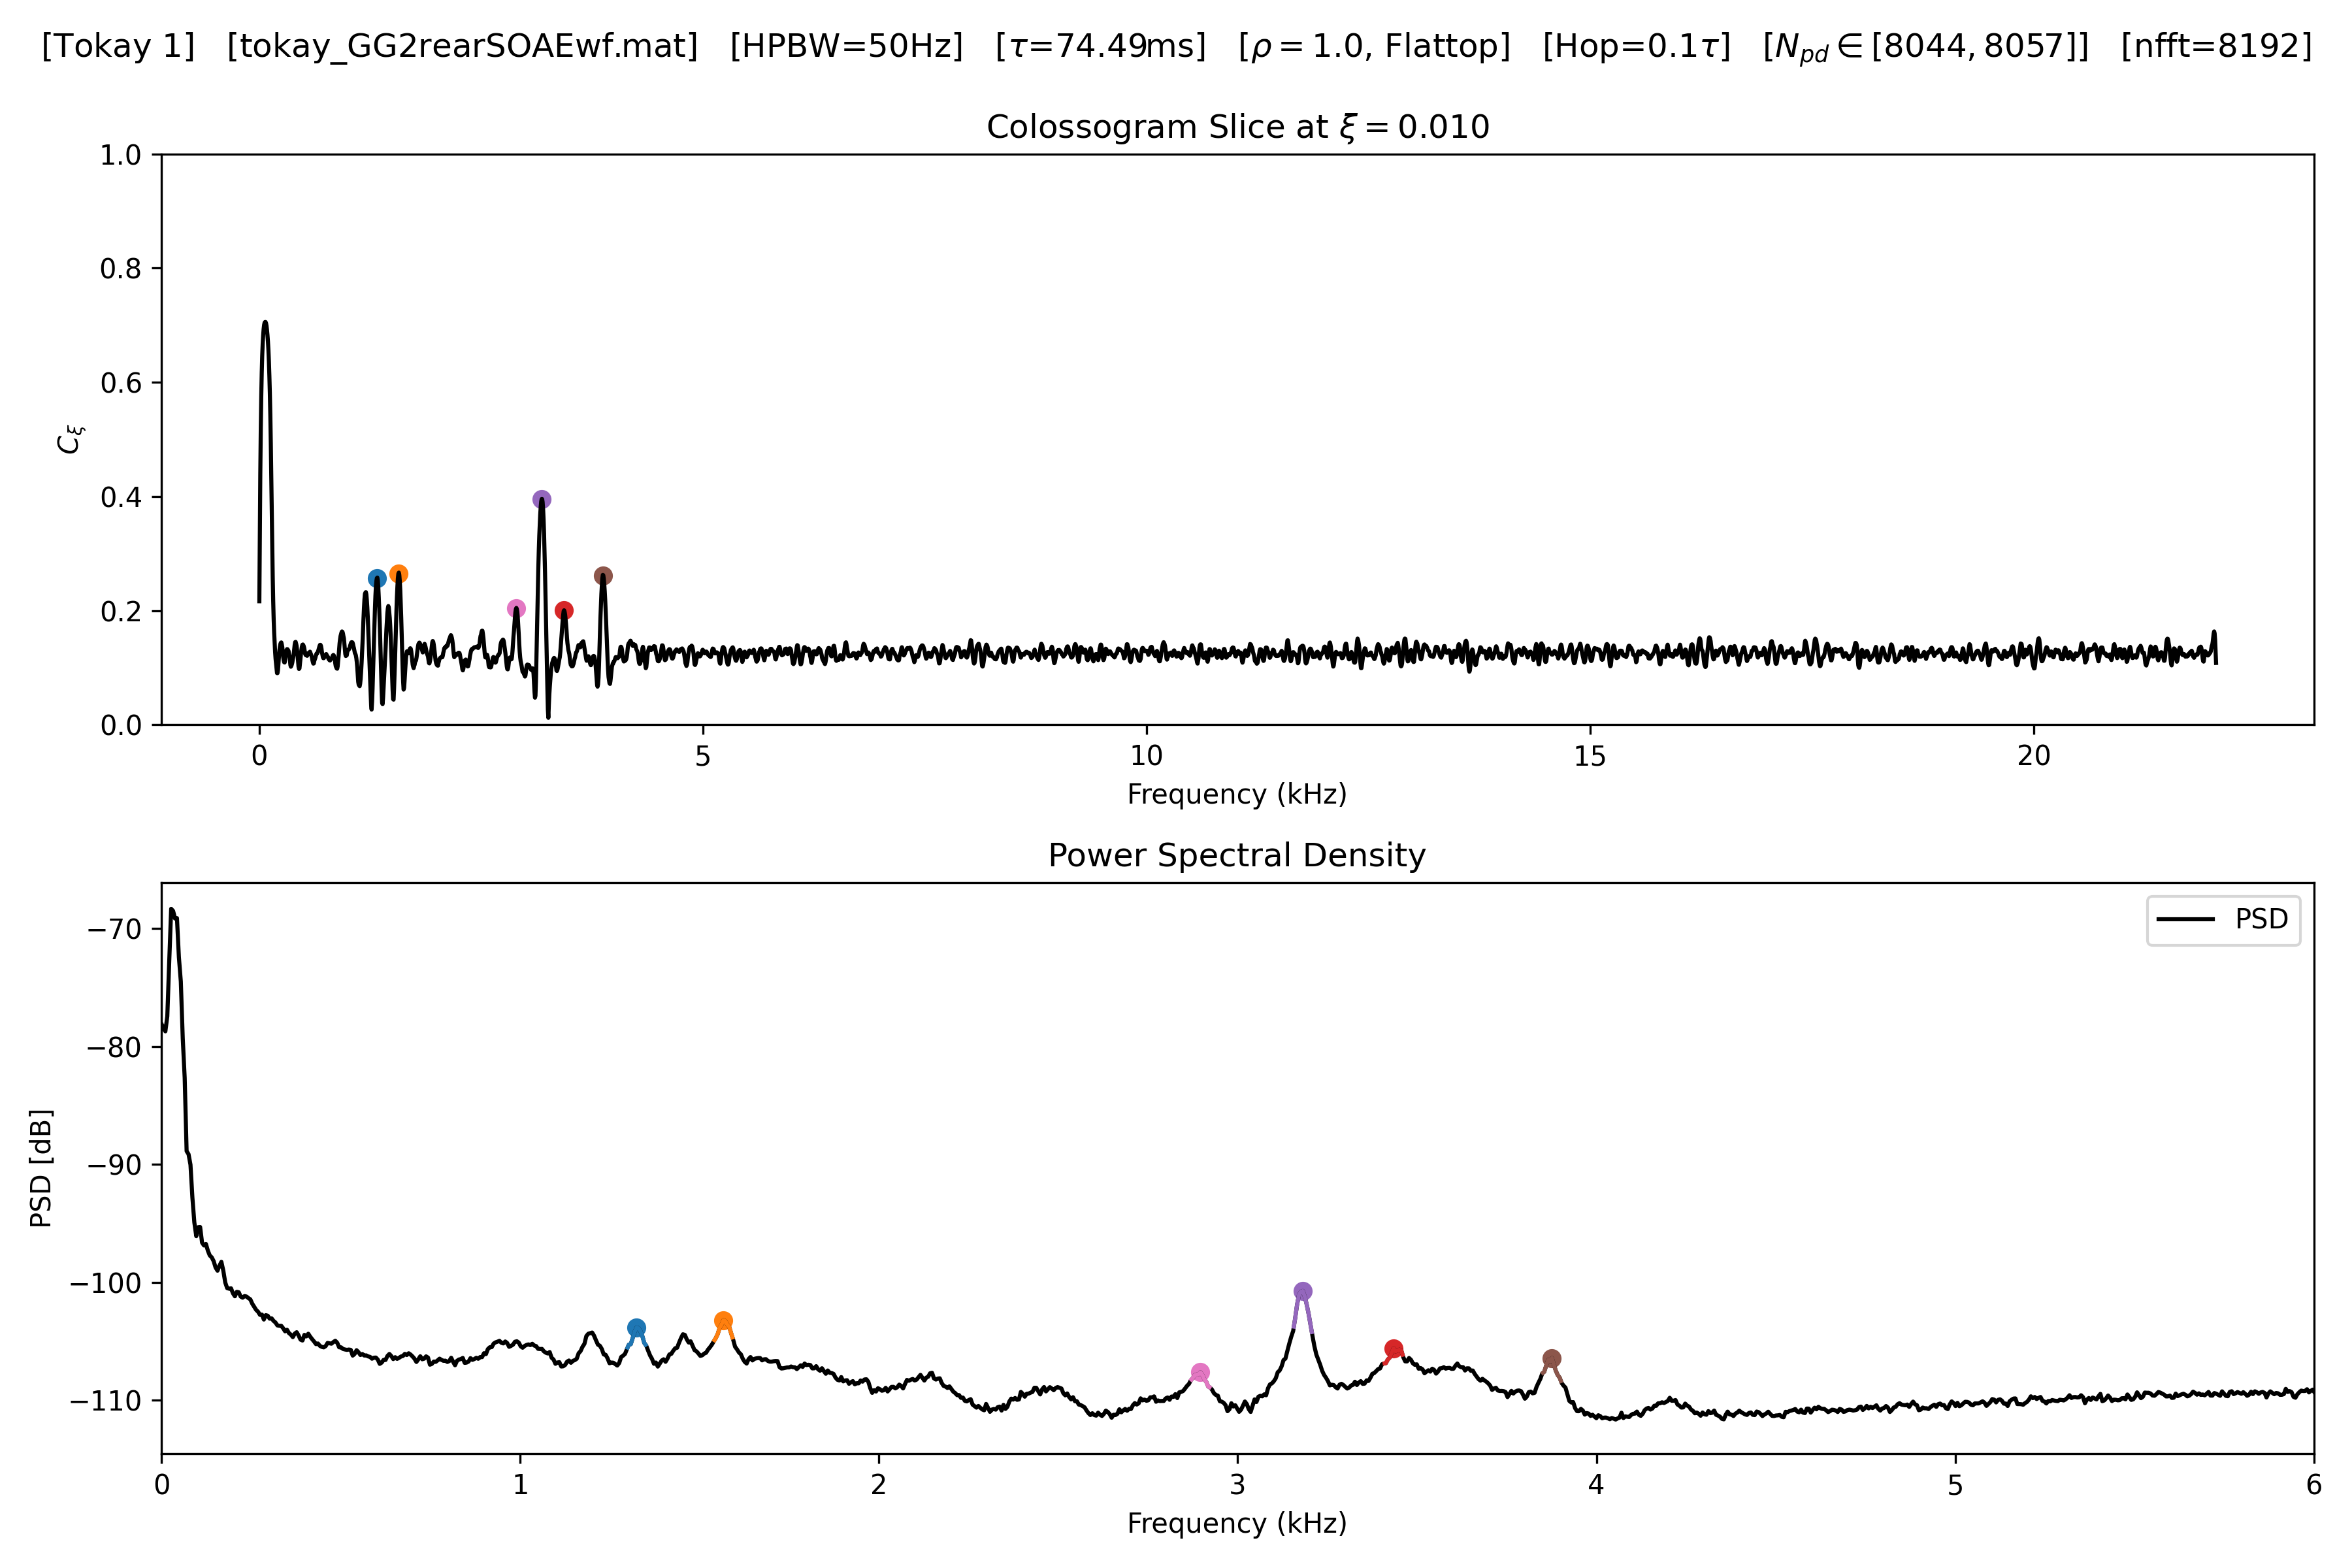 [Tokay 1] [tokay_GG2rearSOAEwf.mat] [HPBW=50Hz] [τ=74.49ms] [ρ = 1.0, Flattop] [Hop=0.1τ] [N_pd ∈ [8044, 8057]] [nfft=8192]
Colossogram Slice at ξ = 0.010
1.0
0.8
0.6
0.4
0.2
0.0
C_ξ
0 5 10 15 20
Frequency (kHz)
Power Spectral Density
PSD
−70
−80
−90
−100
−110
PSD [dB]
0 1 2 3 4 5 6
Frequency (kHz)